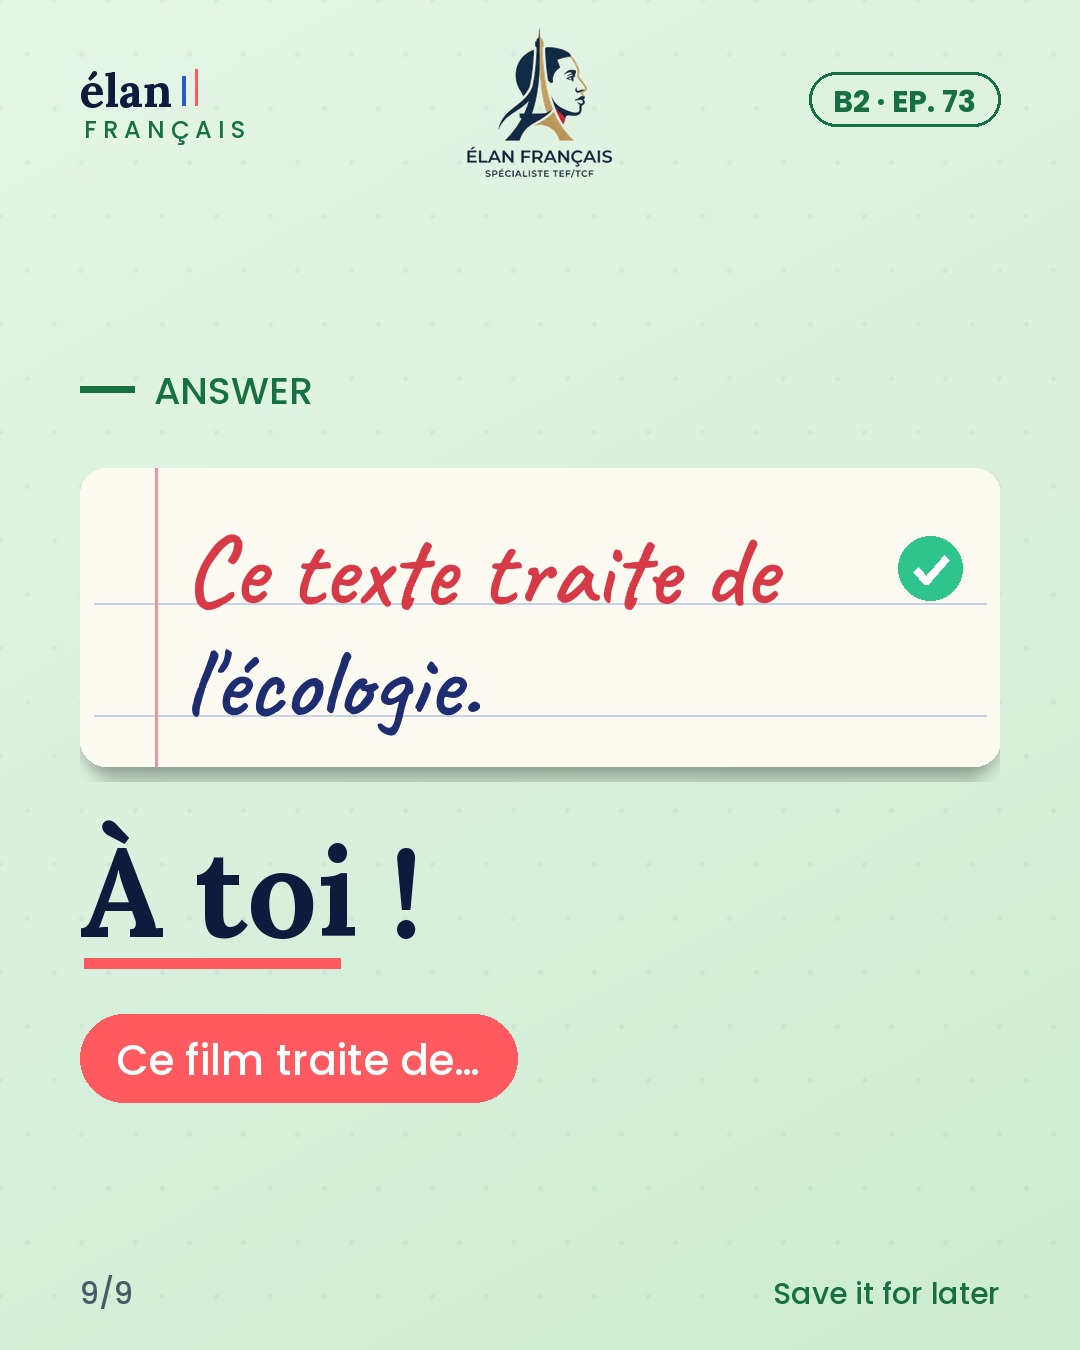 élan
FRANÇAIS
ÉLAN FRANÇAIS
SPÉCIALISTE TEF/TCF
B2 · EP. 73
ANSWER
Ce texte traite de
l'écologie.
À toi !
Ce film traite de...
9/9
Save it for later